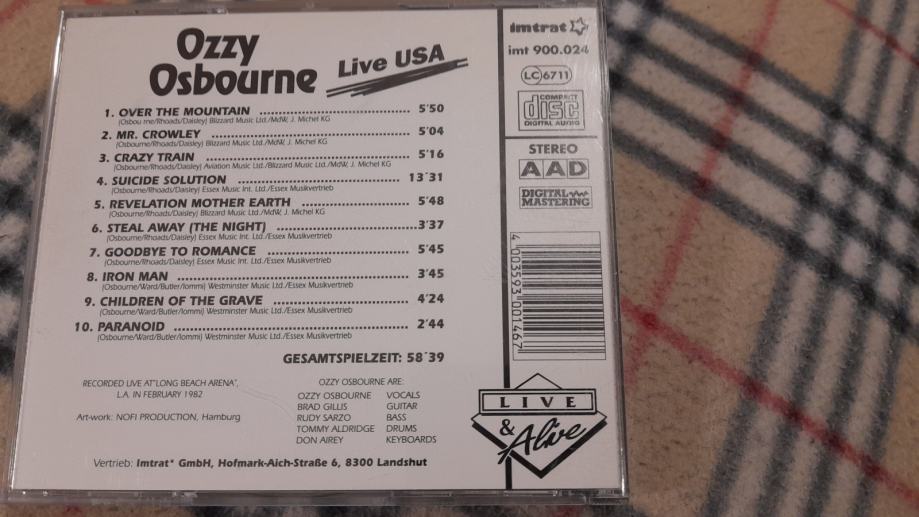 Ozzy
Osbourne
Live USA
1. OVER THE MOUNTAIN 5'50
(Osbourne/Rhoads/Daisley) Blizzard Music Ltd./MdW, J. Michel KG
2. MR. CROWLEY 5'04
(Osbourne/Rhoads/Daisley) Blizzard Music Ltd./MdW, J. Michel KG
3. CRAZY TRAIN 5'16
(Osbourne/Rhoads/Daisley) Aviation Music Ltd./Blizzard Music Ltd./MdW, J. Michel KG
4. SUICIDE SOLUTION 13'31
(Osbourne/Rhoads/Daisley) Essex Music Int. Ltd./Essex Musikvertrieb
5. REVELATION MOTHER EARTH 5'48
(Osbourne/Rhoads/Daisley) Blizzard Music Ltd./MdW, J. Michel KG
6. STEAL AWAY (THE NIGHT) 3'37
(Osbourne/Rhoads/Daisley) Essex Music Int. Ltd./Essex Musikvertrieb
7. GOODBYE TO ROMANCE 5'45
(Osbourne/Rhoads/Daisley) Essex Music Int. Ltd./Essex Musikvertrieb
8. IRON MAN 3'45
(Osbourne/Ward/Butler/Iommi) Westminster Music Ltd./Essex Musikvertrieb
9. CHILDREN OF THE GRAVE 4'24
(Osbourne/Ward/Butler/Iommi) Westminster Music Ltd./Essex Musikvertrieb
10. PARANOID 2'44
(Osbourne/Ward/Butler/Iommi) Westminster Music Ltd./Essex Musikvertrieb
GESAMTSPIELZEIT: 58'39
RECORDED LIVE AT "LONG BEACH ARENA",
L.A. IN FEBRUARY 1982
Art-work: NOFI PRODUCTION, Hamburg
OZZY OSBOURNE ARE:
OZZY OSBOURNE VOCALS
BRAD GILLIS GUITAR
RUDY SARZO BASS
TOMMY ALDRIDGE DRUMS
DON AIREY KEYBOARDS
Vertrieb: Imtrat* GmbH, Hofmark-Aich-Straße 6, 8300 Landshut
imtrat
imt 900.024
LC 6711
COMPACT
disc
DIGITAL AUDIO
STEREO
AAD
DIGITAL
MASTERING
4 003593 001467
LIVE
& Alive